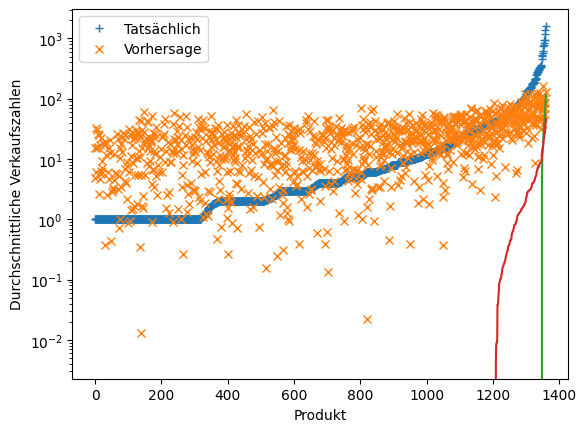 Tatsächlich
Vorhersage
Durchschnittliche Verkaufszahlen
10³
10²
10¹
10⁰
10⁻¹
10⁻²
0 200 400 600 800 1000 1200 1400
Produkt